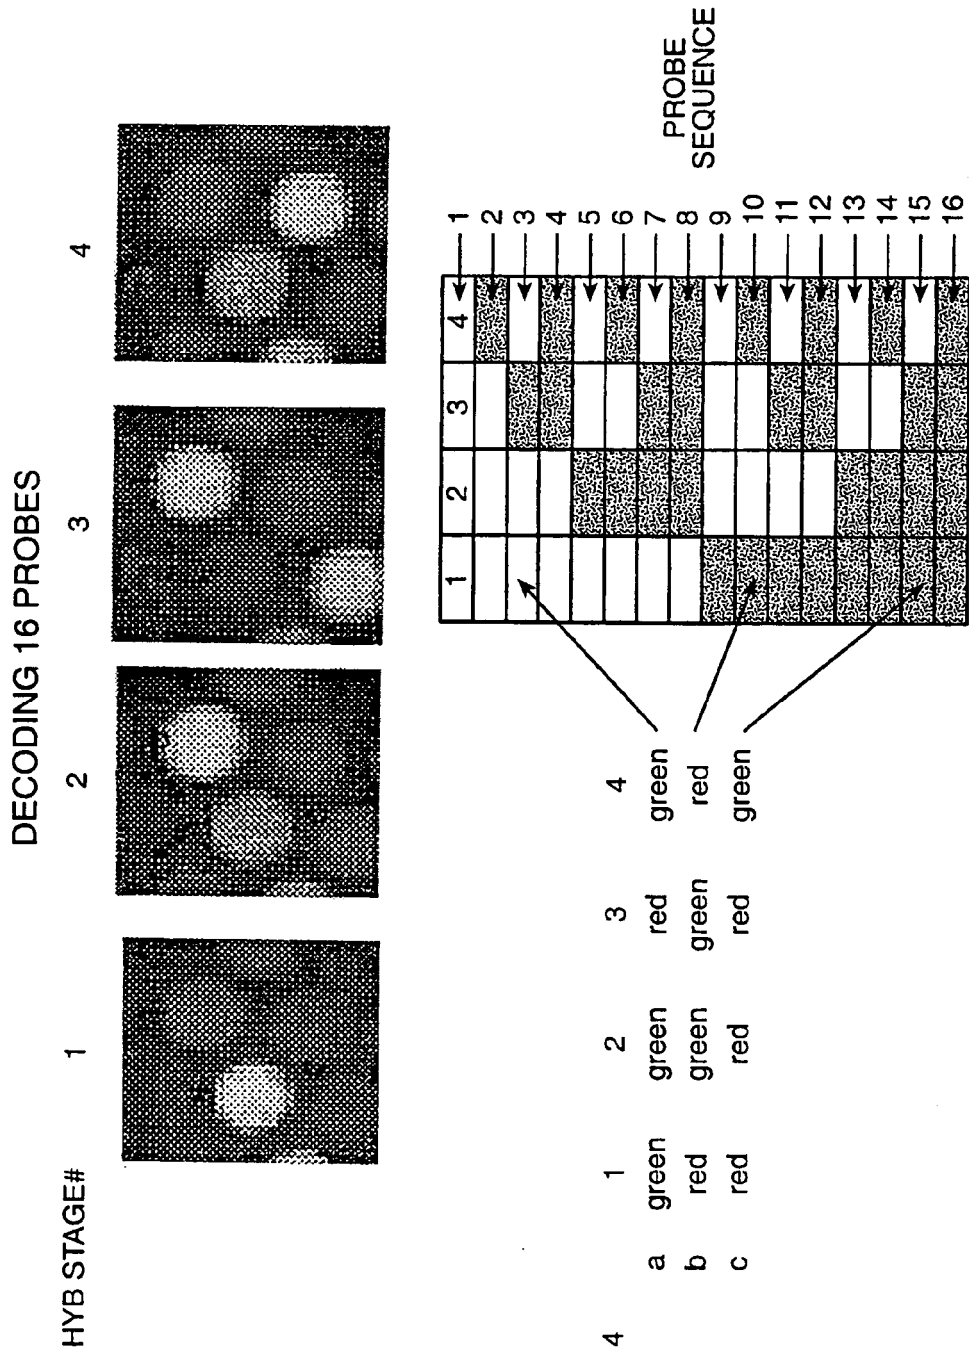 DECODING 16 PROBES
HYB STAGE# 1 2 3 4
4
1 2 3 4
a green green red green
b red green green red
c red red red green
1 2 3 4
1
2
3
4
5
6
7
8
9
10
11
12
13
14
15
16
PROBE
SEQUENCE